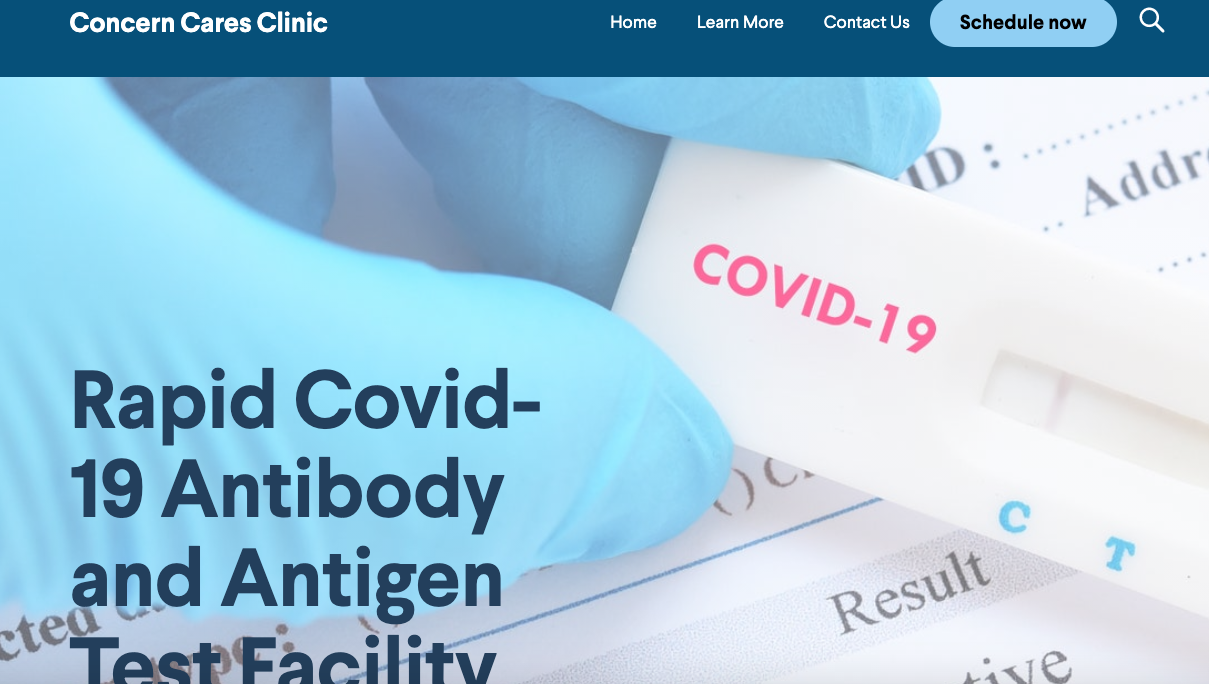 Concern Cares Clinic
Home
Learn More
Contact Us
Schedule now
ID :
COVID-19
Rapid Covid-
19 Antibody
and Antigen
Test Facility
C
T
Result